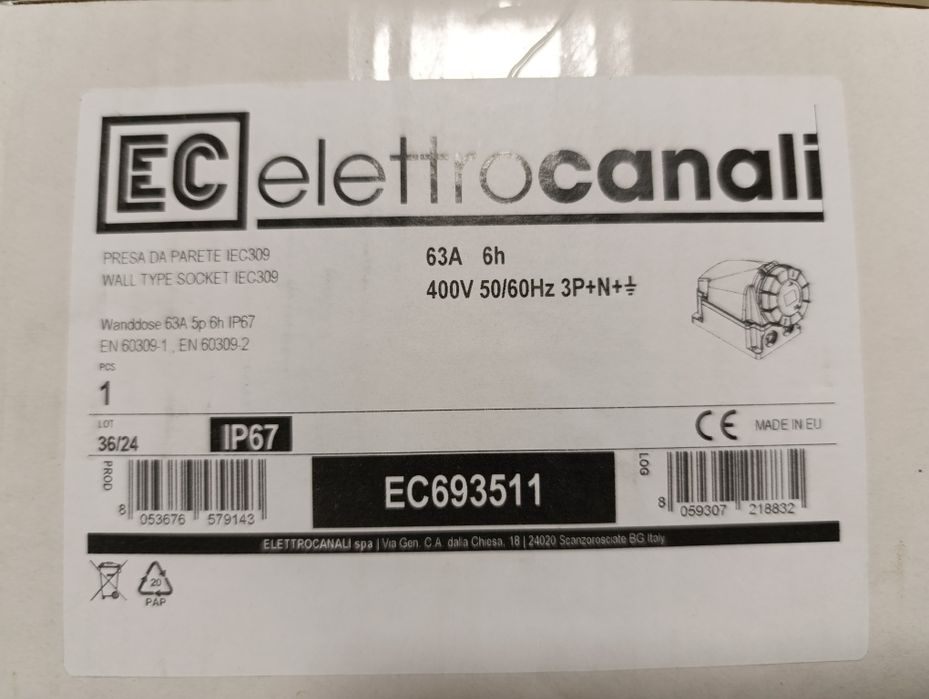 EC elettrocanali
PRESA DA PARETE IEC309
WALL TYPE SOCKET IEC309
63A 6h
400V 50/60Hz 3P+N+⏚
Wanddose 63A 5p 6h IP67
EN 60309-1 , EN 60309-2
PCS
1
LOT
36/24
IP67
CE MADE IN EU
PROD
8 053676 579143
EC693511
LOG
8 059307 218832
ELETTROCANALI spa | Via Gen. C.A. dalla Chiesa, 18 | 24020 Scanzorosciate BG Italy
20
PAP